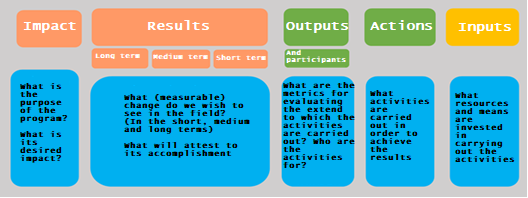 Impact
Results
Outputs
Actions
Inputs
Long term
Medium term
Short term
And
participants
What is
the
purpose
of the
program?
What is
its
desired
impact?
What (measurable)
change do we wish to
see in the field?
(In the short, medium
and long terms)
What will attest to
its accomplishment
What are the
metrics for
evaluating
the extend
to which the
activities
are carried
out? Who are
the
activities
for?
What
activities
are
carried
out in
order to
achieve
the
results
What
resources
and means
are
invested
in
carrying
out the
activities